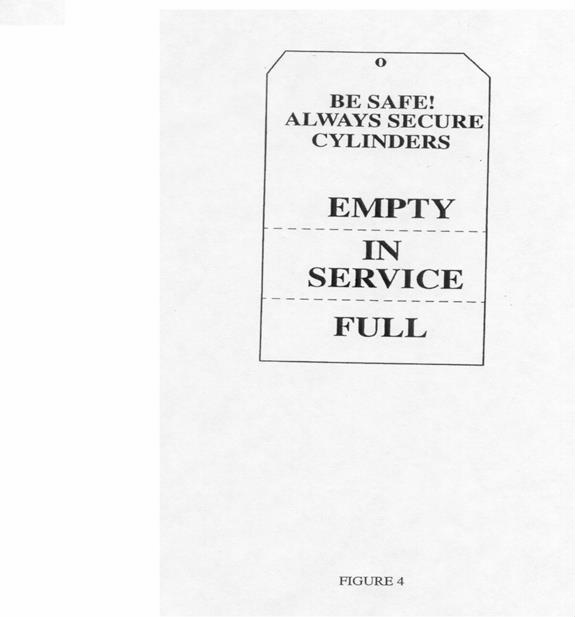 o
BE SAFE!
ALWAYS SECURE
CYLINDERS
EMPTY
IN
SERVICE
FULL
FIGURE 4